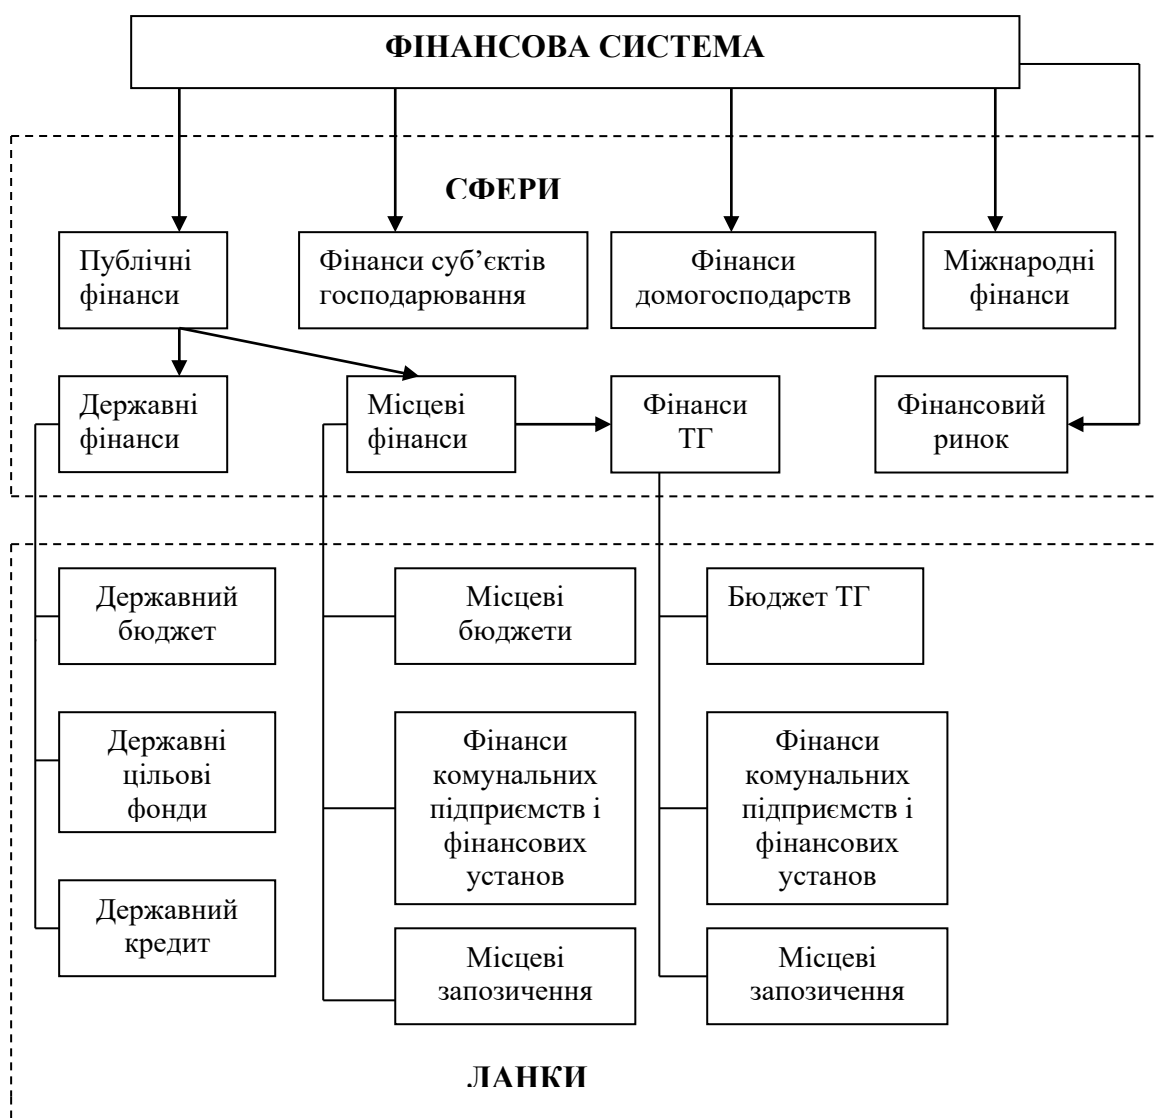 ФІНАНСОВА СИСТЕМА
СФЕРИ
Публічні
фінанси
Фінанси суб’єктів
господарювання
Фінанси
домогосподарств
Міжнародні
фінанси
Державні
фінанси
Місцеві
фінанси
Фінанси
ТГ
Фінансовий
ринок
Державний
бюджет
Місцеві
бюджети
Бюджет ТГ
Державні
цільові
фонди
Фінанси
комунальних
підприємств і
фінансових
установ
Фінанси
комунальних
підприємств і
фінансових
установ
Державний
кредит
Місцеві
запозичення
Місцеві
запозичення
ЛАНКИ